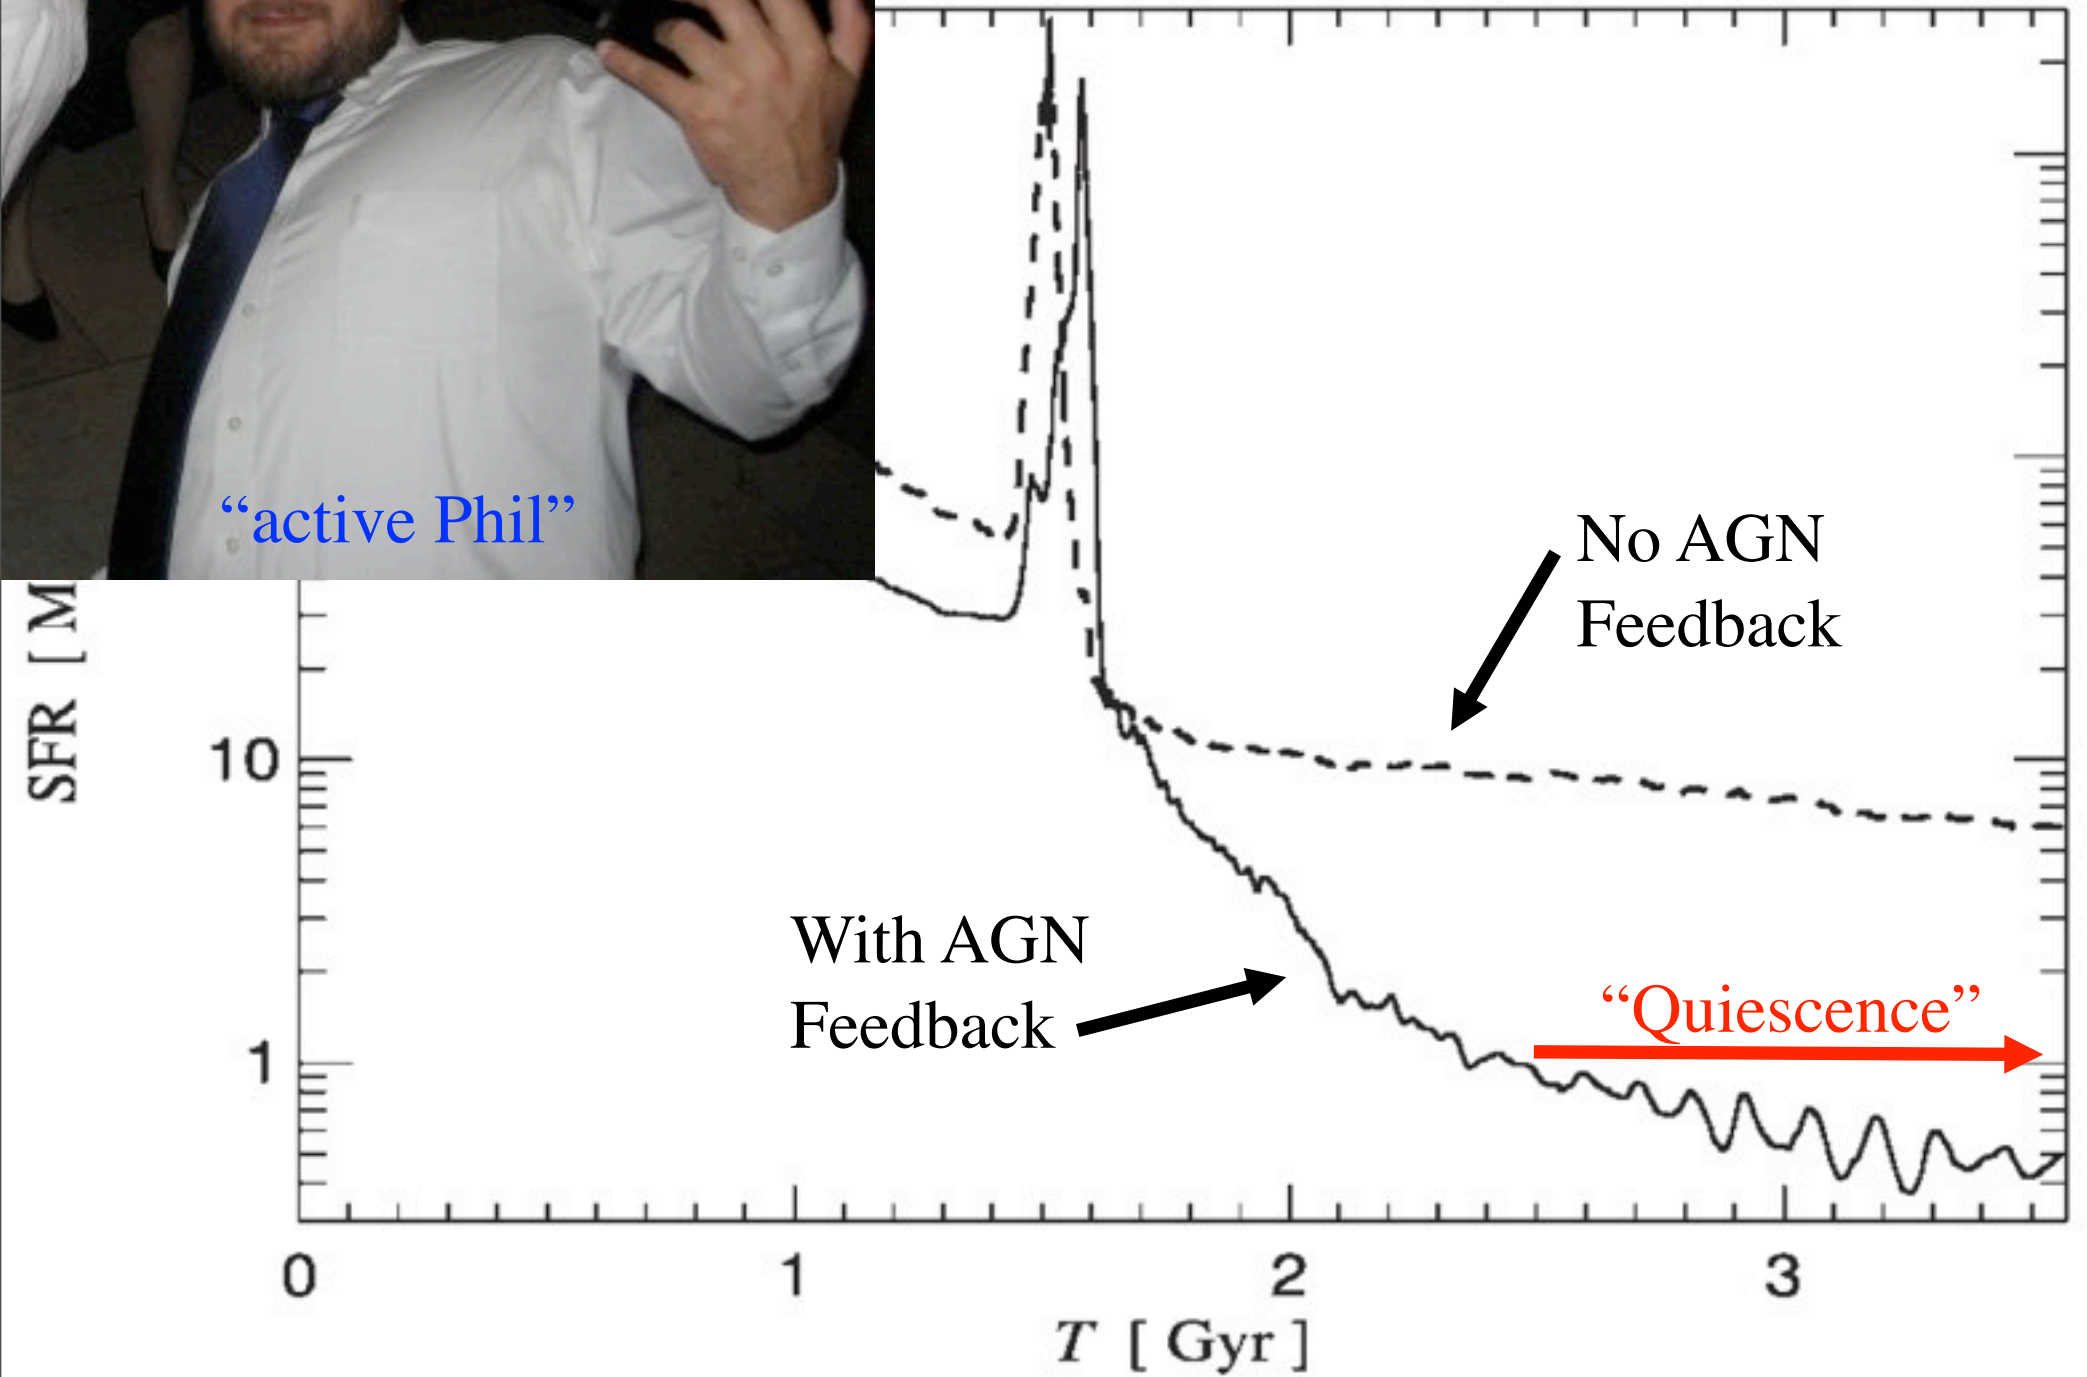 “active Phil”
No AGN
Feedback
SFR [ M
10
With AGN
Feedback
“Quiescence”
1
0 1 2 3
T [ Gyr ]